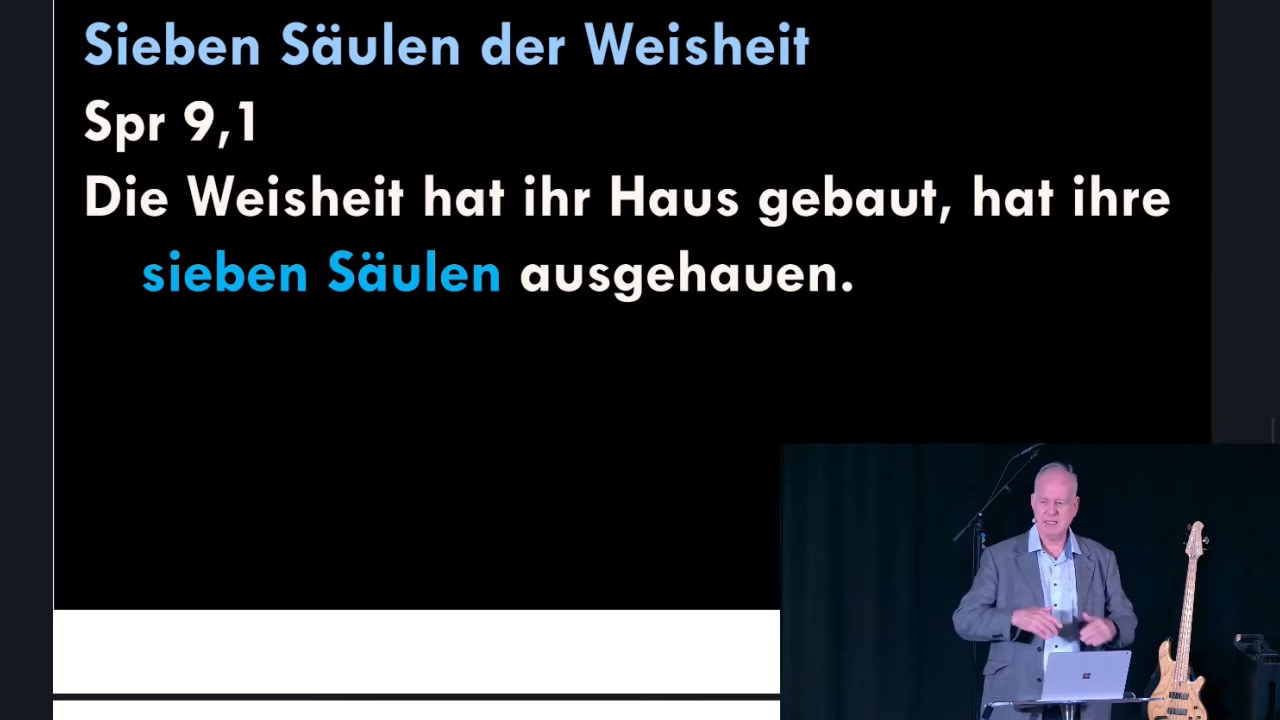 Sieben Säulen der Weisheit
Spr 9,1
Die Weisheit hat ihr Haus gebaut, hat ihre
sieben Säulen ausgehauen.